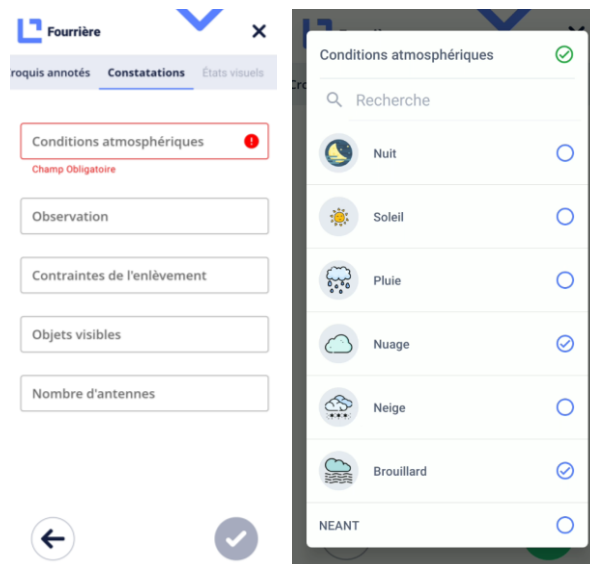 Fourrière
roquis annotés Constatations États visuels
Conditions atmosphériques
Champ Obligatoire
Observation
Contraintes de l'enlèvement
Objets visibles
Nombre d'antennes
Conditions atmosphériques
Cro
Recherche
Nuit
Soleil
Pluie
Nuage
Neige
Brouillard
NEANT